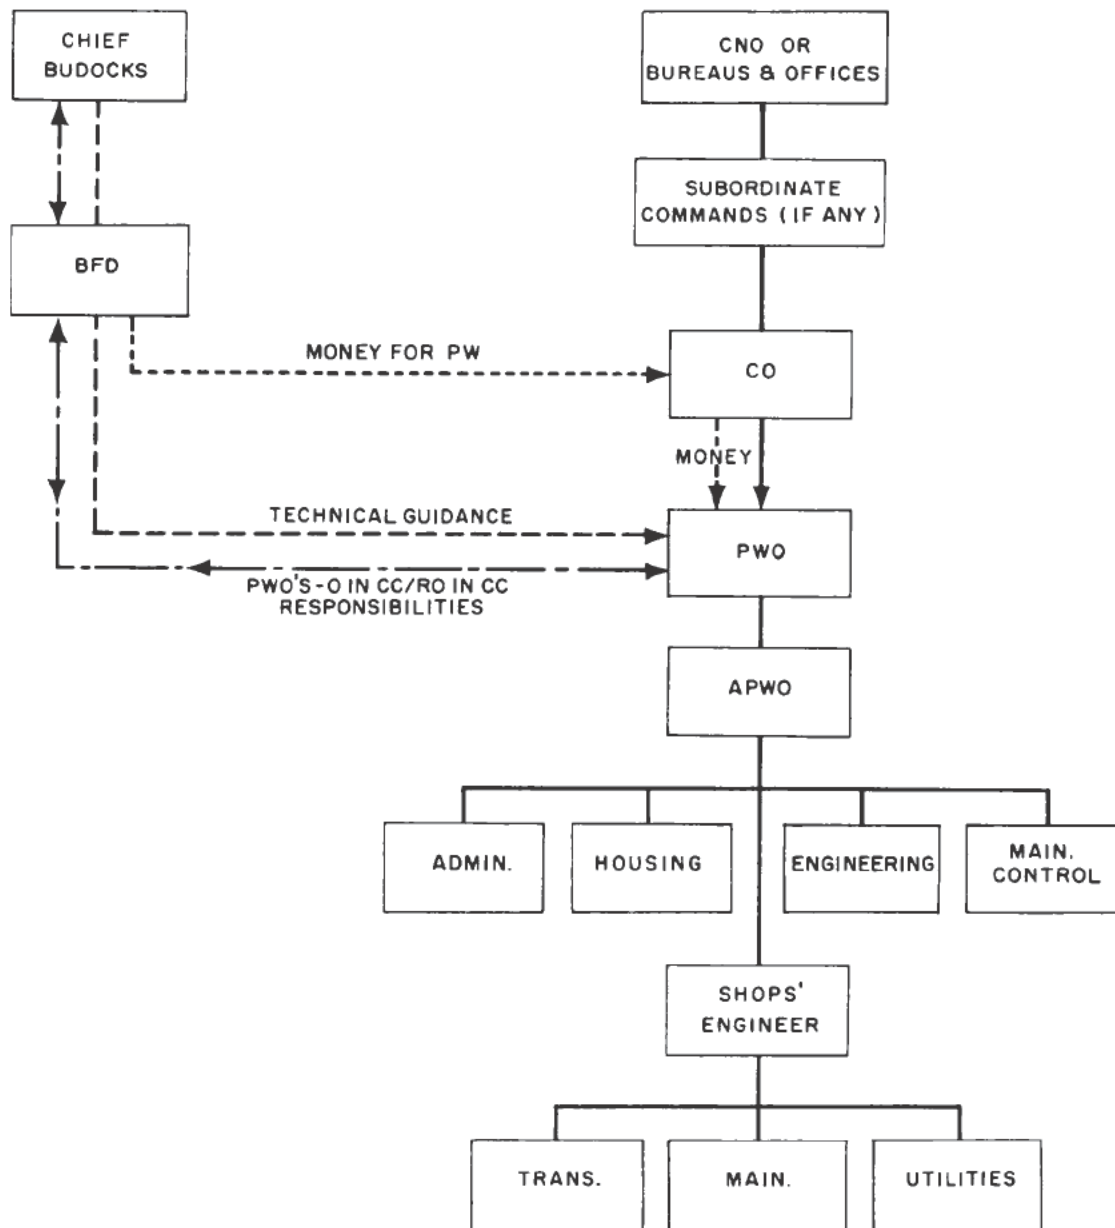 CHIEF
BUDOCKS
CNO OR
BUREAUS & OFFICES
SUBORDINATE
COMMANDS (IF ANY)
BFD
MONEY FOR PW
CO
MONEY
TECHNICAL GUIDANCE
PWO
PWO'S-O IN CC/RO IN CC
RESPONSIBILITIES
APWO
ADMIN.
HOUSING
ENGINEERING
MAIN.
CONTROL
SHOPS'
ENGINEER
TRANS.
MAIN.
UTILITIES